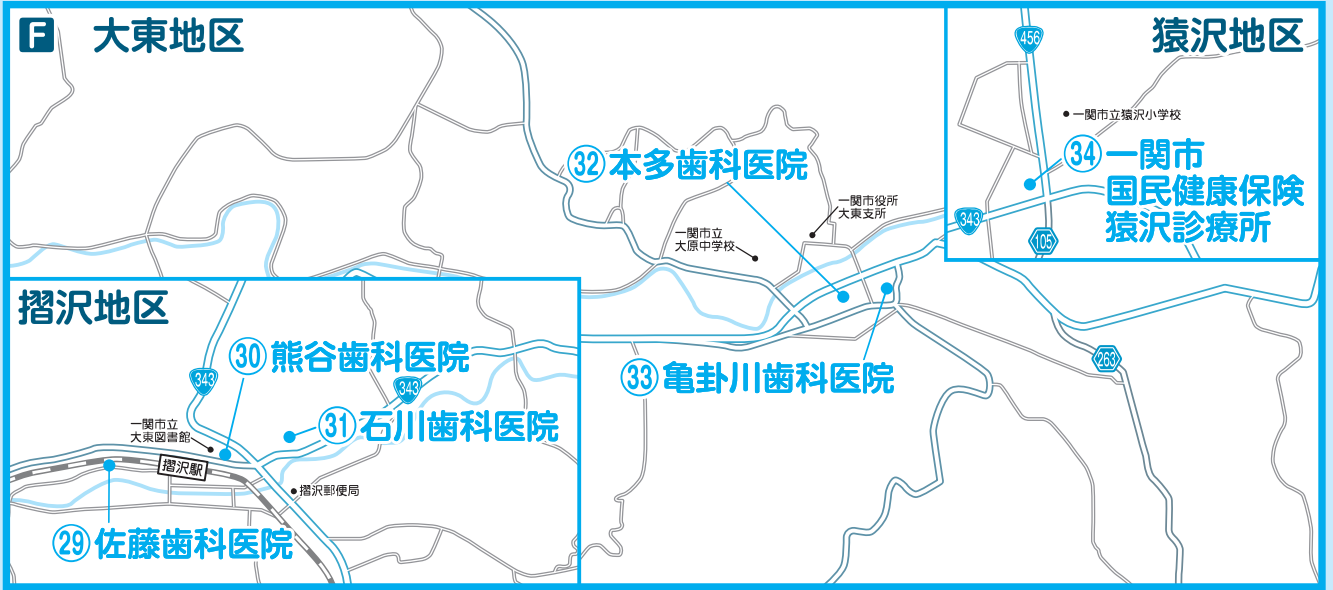 F 大東地区
㉜本多歯科医院
一関市役所
大東支所
一関市立
大原中学校
㉝亀卦川歯科医院
263
猿沢地区
456
一関市立猿沢小学校
㉞一関市
国民健康保険
猿沢診療所
343
105
摺沢地区
㉚熊谷歯科医院
343
343
㉛石川歯科医院
一関市立
大東図書館
摺沢駅
摺沢郵便局
㉙佐藤歯科医院